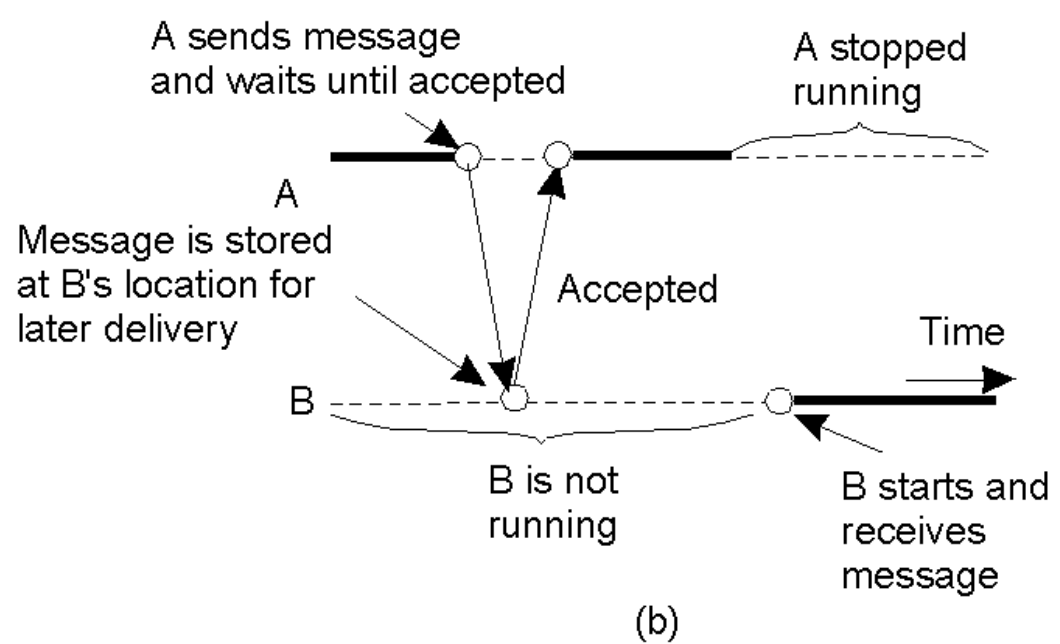 A sends message
and waits until accepted
A stopped
running
A
Message is stored
at B's location for
later delivery
Accepted
Time
B
B is not
running
B starts and
receives
message
(b)